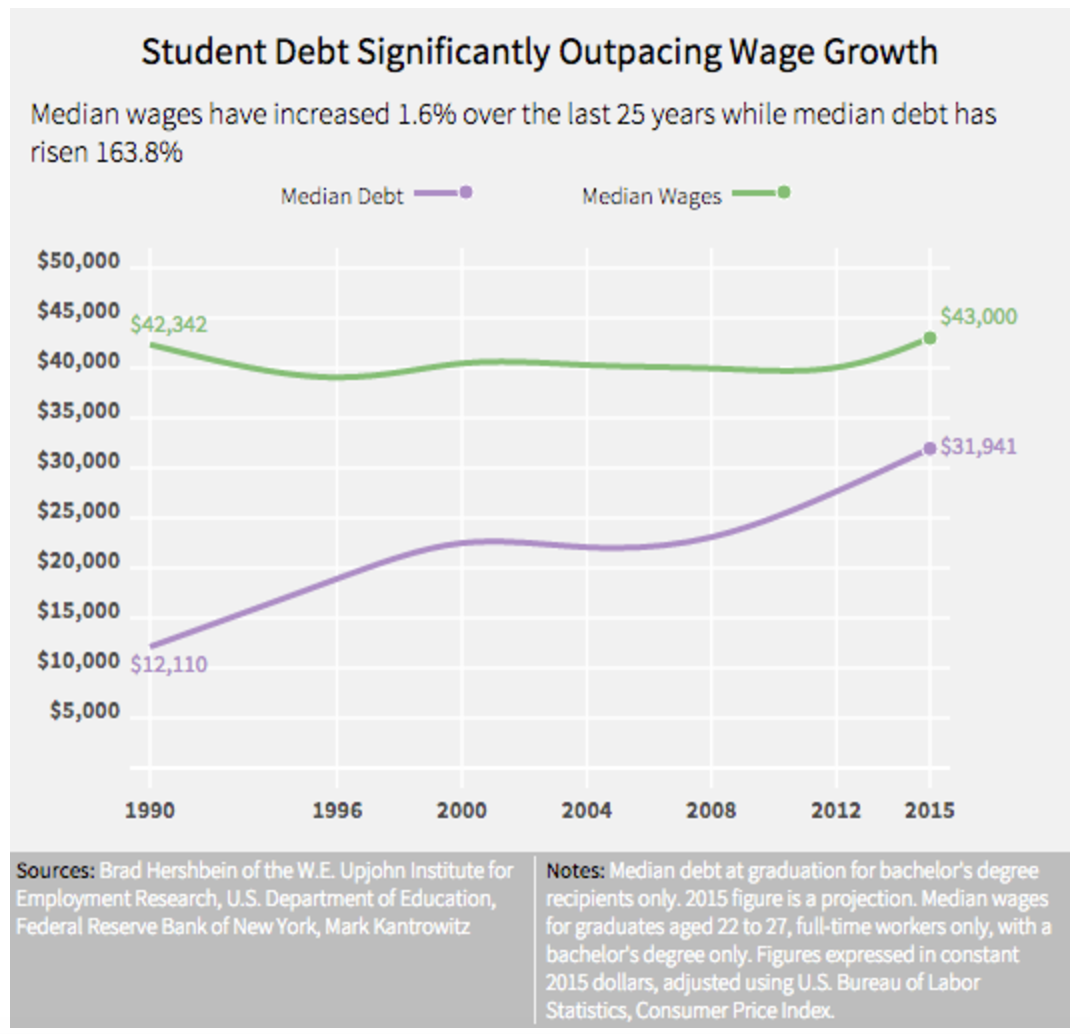 Student Debt Significantly Outpacing Wage Growth
Median wages have increased 1.6% over the last 25 years while median debt has
risen 163.8%
Median Debt
Median Wages
$50,000
$45,000
$40,000
$35,000
$30,000
$25,000
$20,000
$15,000
$10,000
$5,000
$42,342
$43,000
$31,941
$12,110
1990 1996 2000 2004 2008 2012 2015
Sources: Brad Hershbein of the W.E. Upjohn Institute for
Employment Research, U.S. Department of Education,
Federal Reserve Bank of New York, Mark Kantrowitz
Notes: Median debt at graduation for bachelor's degree
recipients only. 2015 figure is a projection. Median wages
for graduates aged 22 to 27, full-time workers only, with a
bachelor's degree only. Figures expressed in constant
2015 dollars, adjusted using U.S. Bureau of Labor
Statistics, Consumer Price Index.